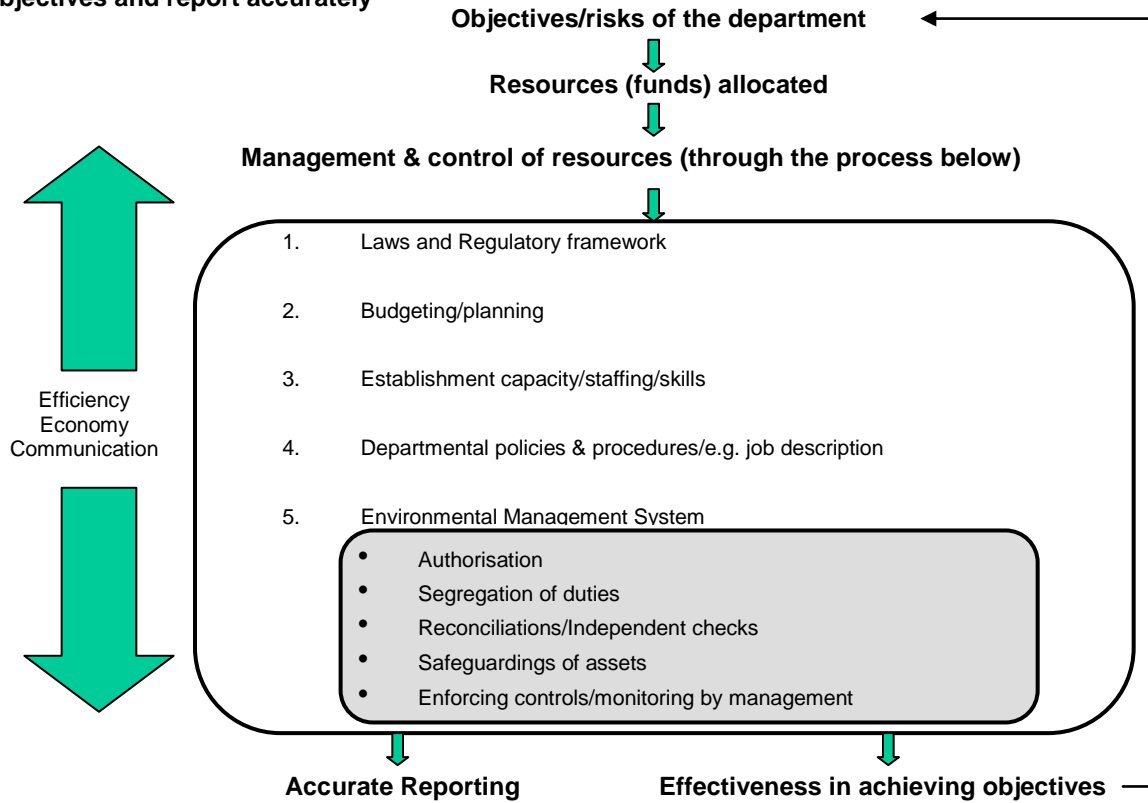 bjectives and report accurately
Objectives/risks of the department
Resources (funds) allocated
Management & control of resources (through the process below)
1. Laws and Regulatory framework
2. Budgeting/planning
3. Establishment capacity/staffing/skills
Efficiency
Economy
Communication
4. Departmental policies & procedures/e.g. job description
5. Environmental Management System
• Authorisation
• Segregation of duties
• Reconciliations/Independent checks
• Safeguardings of assets
• Enforcing controls/monitoring by management
Accurate Reporting
Effectiveness in achieving objectives